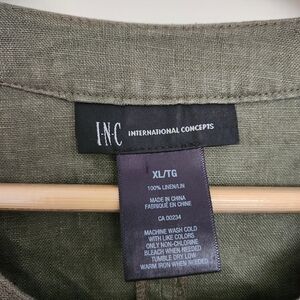 I.N.C INTERNATIONAL CONCEPTS
XL/TG
100% LINEN/LIN
MADE IN CHINA
FABRIQUÉ EN CHINE
CA 00234
MACHINE WASH COLD
WITH LIKE COLORS
ONLY NON-CHLORINE
BLEACH WHEN NEEDED
TUMBLE DRY LOW
WARM IRON WHEN NEEDED